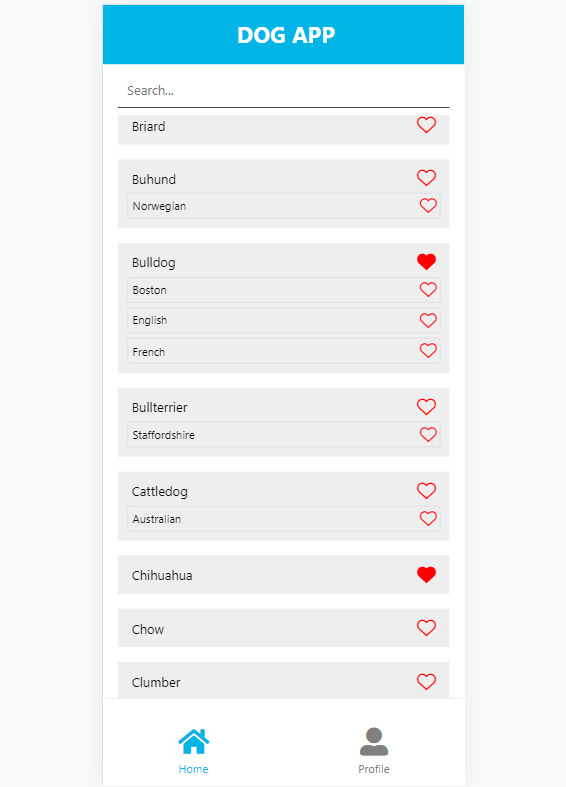 DOG APP
Search...
Briard
Buhund
Norwegian
Bulldog
Boston
English
French
Bullterrier
Staffordshire
Cattledog
Australian
Chihuahua
Chow
Clumber
Home
Profile